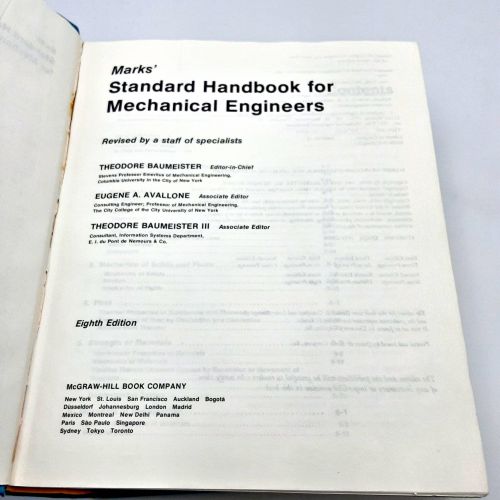 Marks'
Standard Handbook for
Mechanical Engineers
Revised by a staff of specialists
THEODORE BAUMEISTER Editor-in-Chief
Stevens Professor Emeritus of Mechanical Engineering,
Columbia University in the City of New York
EUGENE A. AVALLONE Associate Editor
Consulting Engineer; Professor of Mechanical Engineering,
The City College of the City University of New York
THEODORE BAUMEISTER III Associate Editor
Consultant, Information Systems Department,
E. I. du Pont de Nemours & Co.
Eighth Edition
McGRAW-HILL BOOK COMPANY
New York St. Louis San Francisco Auckland Bogotá
Düsseldorf Johannesburg London Madrid
Mexico Montreal New Delhi Panama
Paris São Paulo Singapore
Sydney Tokyo Toronto